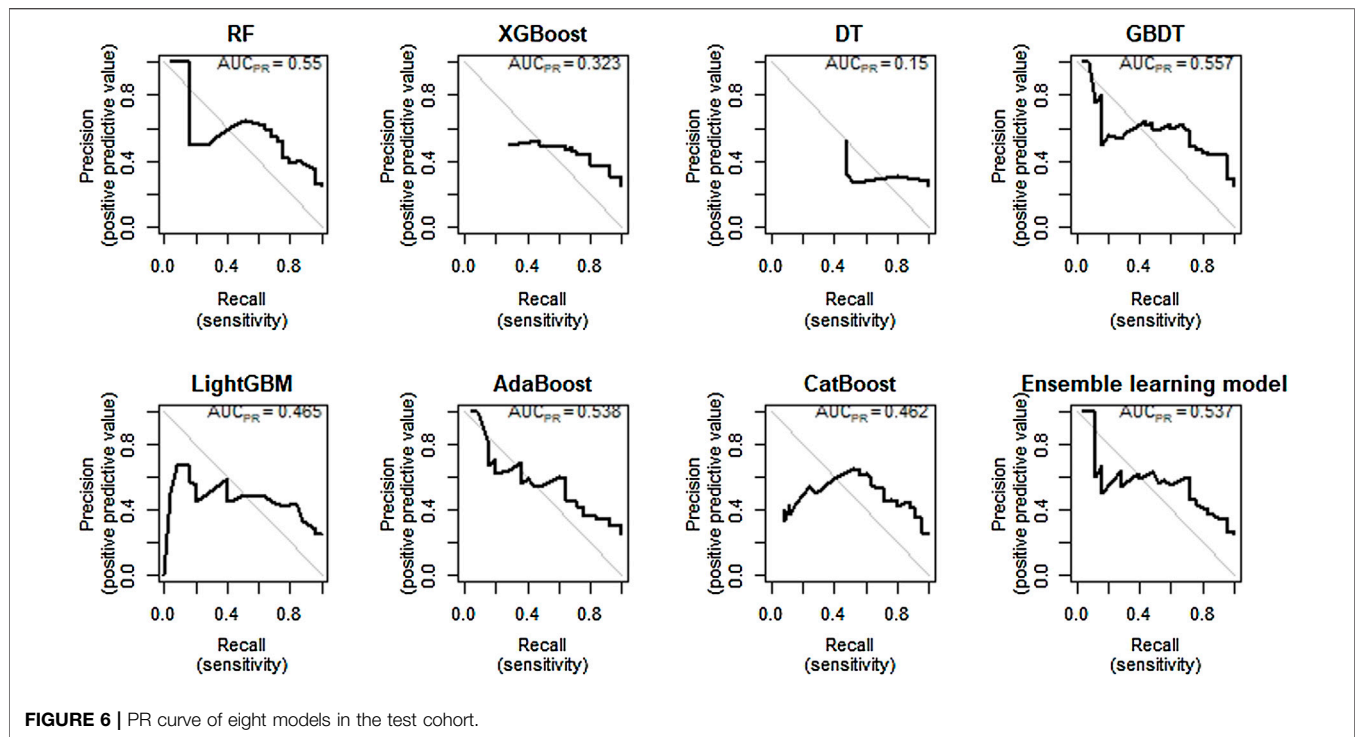 RF
AUCPR = 0.55
Precision
(positive predictive value)
0.0 0.4 0.8
0.0 0.4 0.8
Recall
(sensitivity)
XGBoost
AUCPR = 0.323
Precision
(positive predictive value)
0.0 0.4 0.8
0.0 0.4 0.8
Recall
(sensitivity)
DT
AUCPR = 0.15
Precision
(positive predictive value)
0.0 0.4 0.8
0.0 0.4 0.8
Recall
(sensitivity)
GBDT
AUCPR = 0.557
Precision
(positive predictive value)
0.0 0.4 0.8
0.0 0.4 0.8
Recall
(sensitivity)
LightGBM
AUCPR = 0.465
Precision
(positive predictive value)
0.0 0.4 0.8
0.0 0.4 0.8
Recall
(sensitivity)
AdaBoost
AUCPR = 0.538
Precision
(positive predictive value)
0.0 0.4 0.8
0.0 0.4 0.8
Recall
(sensitivity)
CatBoost
AUCPR = 0.462
Precision
(positive predictive value)
0.0 0.4 0.8
0.0 0.4 0.8
Recall
(sensitivity)
Ensemble learning model
AUCPR = 0.537
Precision
(positive predictive value)
0.0 0.4 0.8
0.0 0.4 0.8
Recall
(sensitivity)
FIGURE 6 | PR curve of eight models in the test cohort.